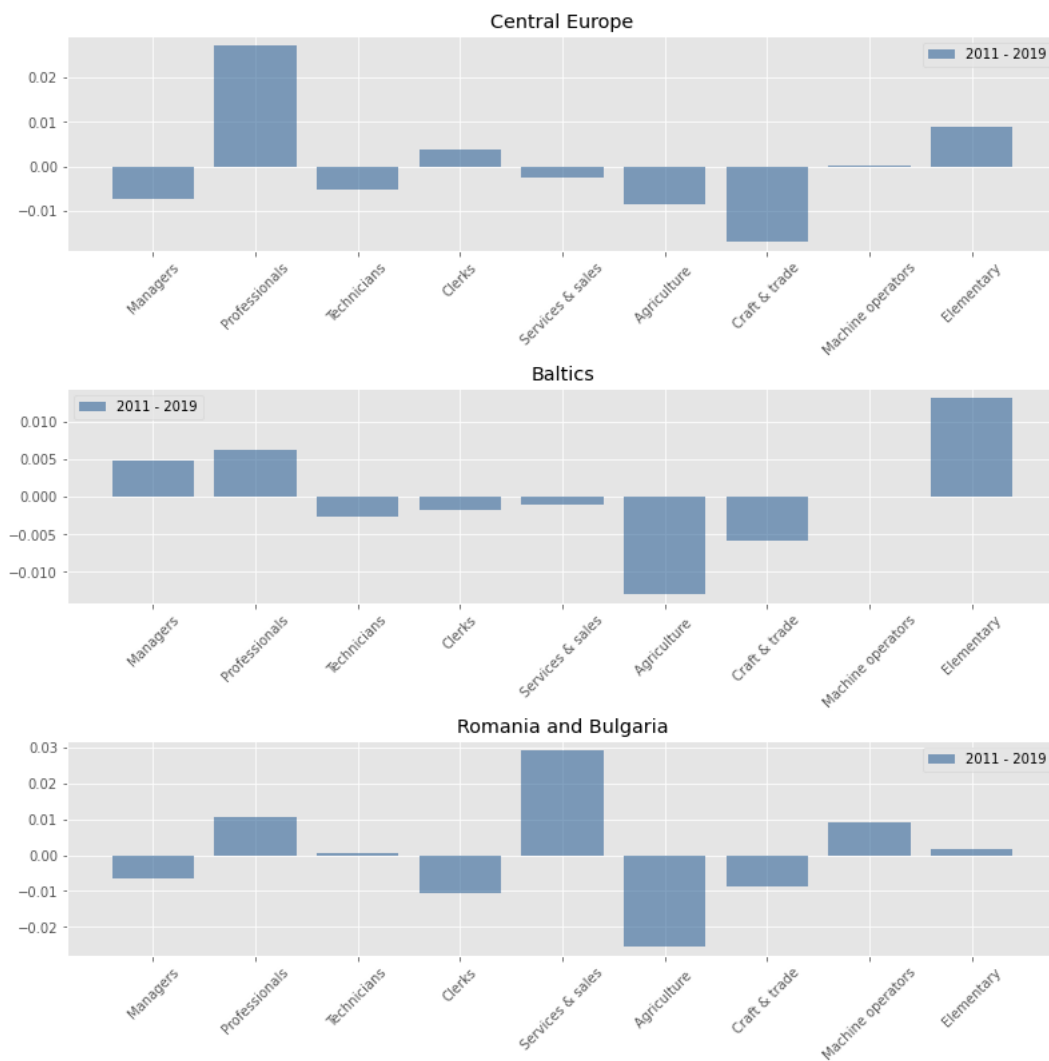 Central Europe
2011 - 2019
0.02
0.01
0.00
−0.01
Managers
Professionals
Technicians
Clerks
Services & sales
Agriculture
Craft & trade
Machine operators
Elementary
Baltics
2011 - 2019
0.010
0.005
0.000
−0.005
−0.010
Managers
Professionals
Technicians
Clerks
Services & sales
Agriculture
Craft & trade
Machine operators
Elementary
Romania and Bulgaria
2011 - 2019
0.03
0.02
0.01
0.00
−0.01
−0.02
Managers
Professionals
Technicians
Clerks
Services & sales
Agriculture
Craft & trade
Machine operators
Elementary